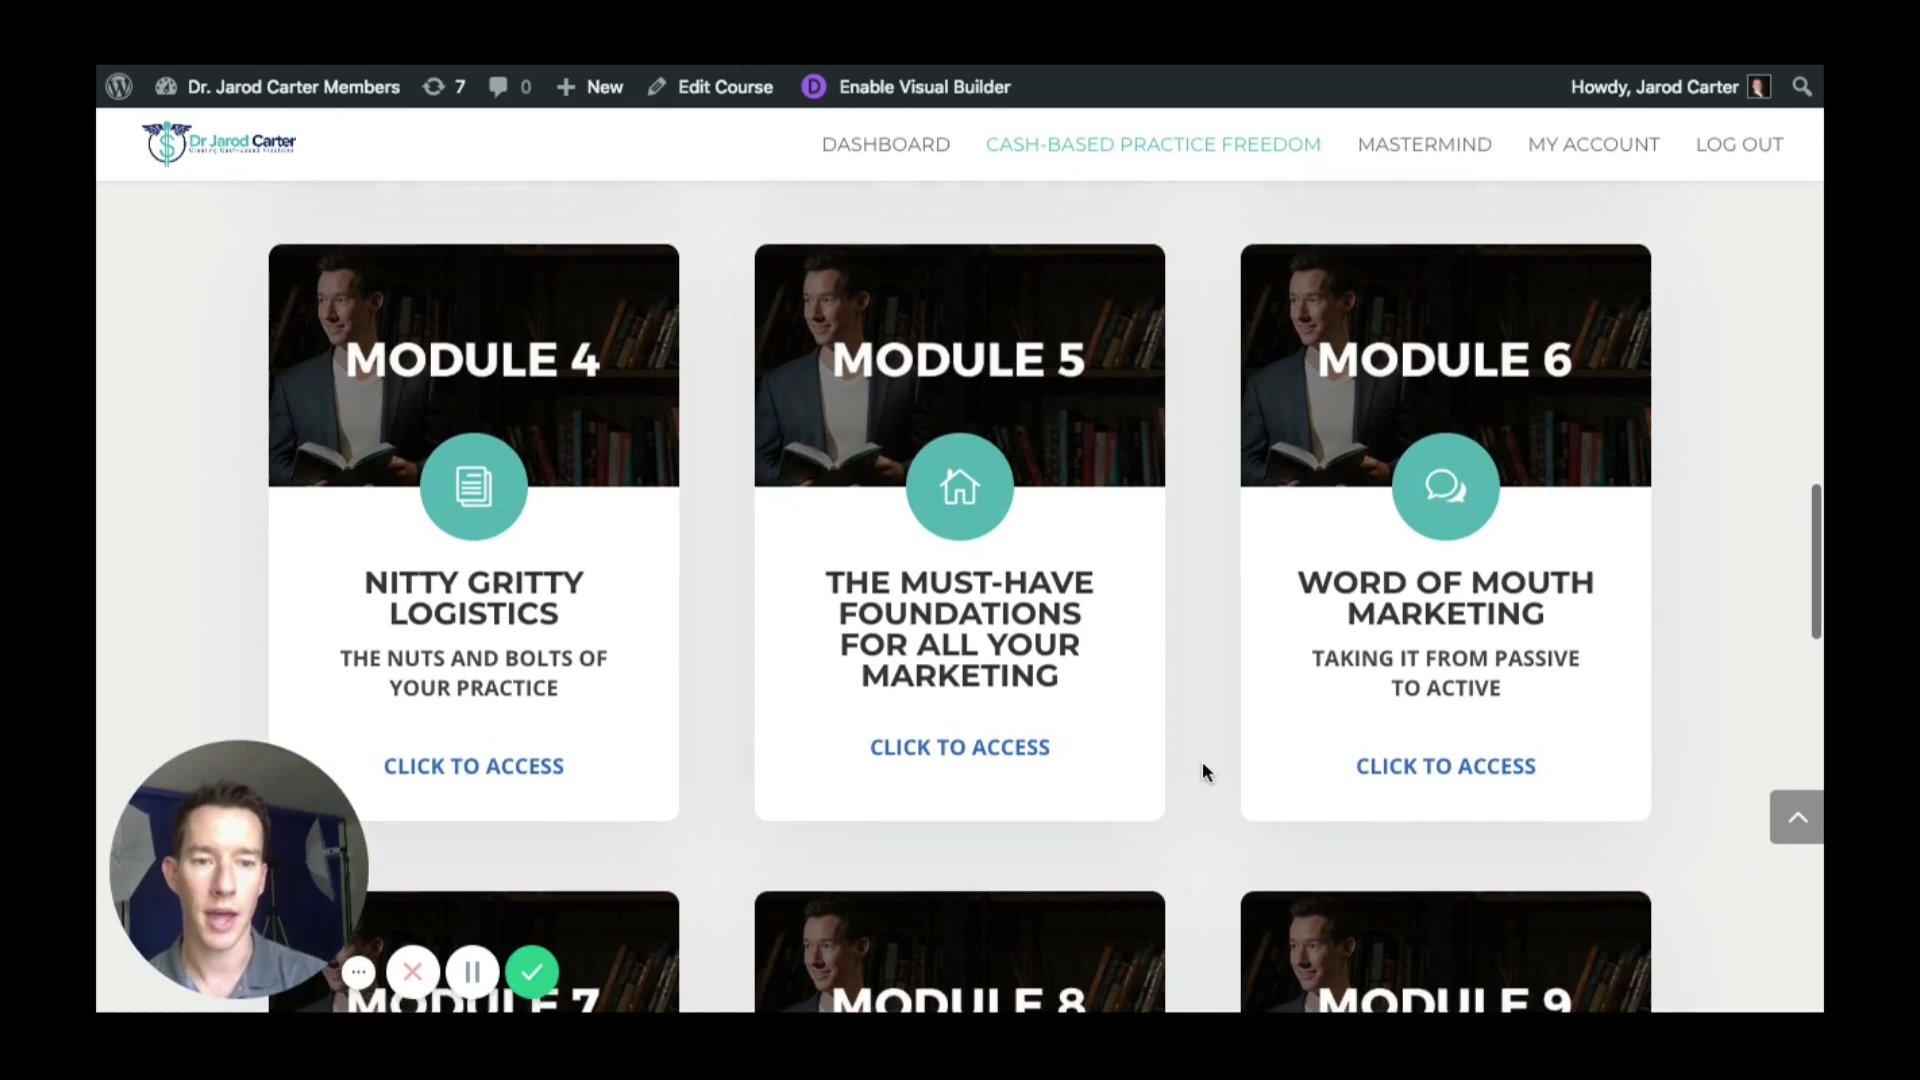 Dr. Jarod Carter Members 7 0 New Edit Course Enable Visual Builder Howdy, Jarod Carter
Dr Jarod Carter
DASHBOARD CASH-BASED PRACTICE FREEDOM MASTERMIND MY ACCOUNT LOG OUT
MODULE 4
NITTY GRITTY
LOGISTICS
THE NUTS AND BOLTS OF
YOUR PRACTICE
CLICK TO ACCESS
MODULE 5
THE MUST-HAVE
FOUNDATIONS
FOR ALL YOUR
MARKETING
CLICK TO ACCESS
MODULE 6
WORD OF MOUTH
MARKETING
TAKING IT FROM PASSIVE
TO ACTIVE
CLICK TO ACCESS
MODULE 7
MODULE 8
MODULE 9